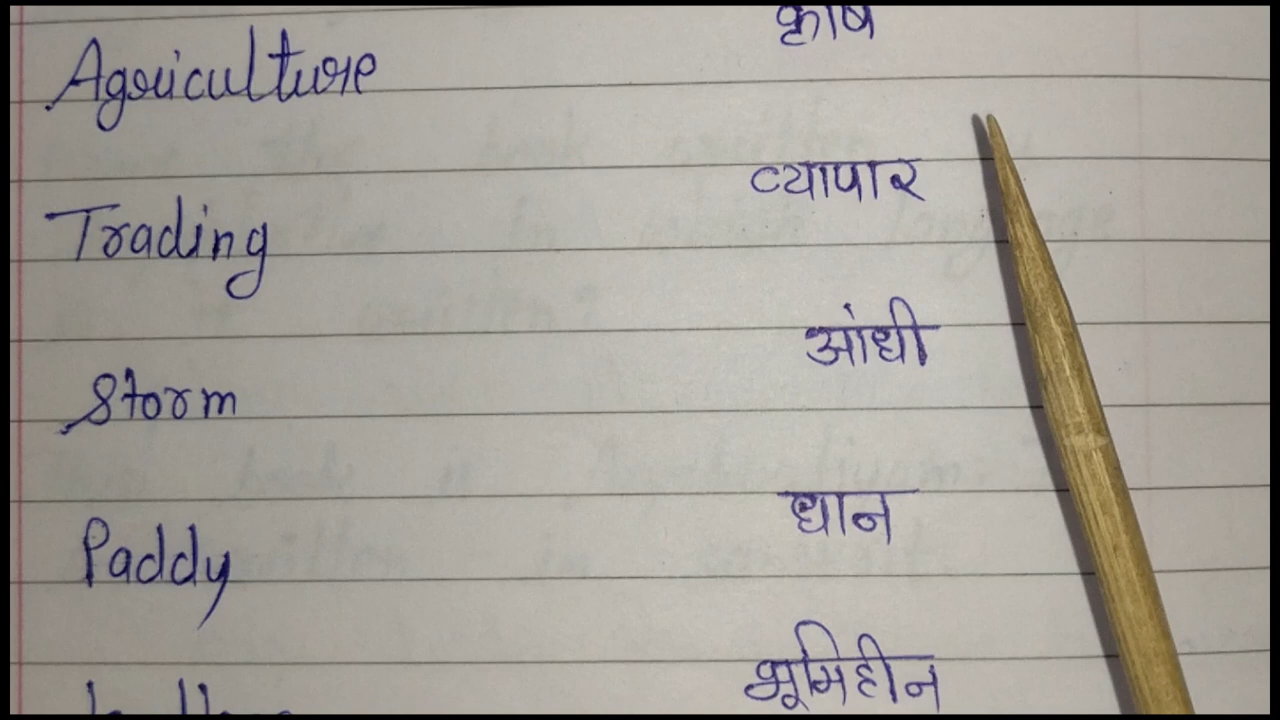 Agriculture कृषि
Trading व्यापार
Storm आंधी
Paddy धान
भूमिहीन